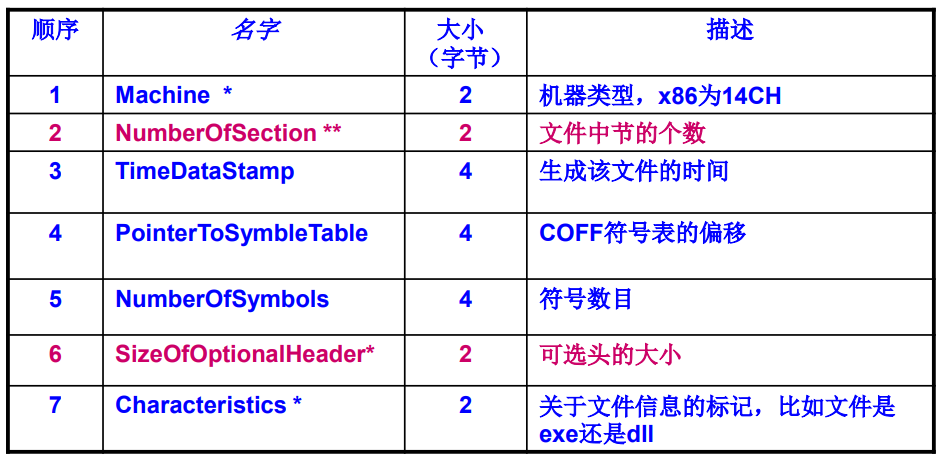 顺序 名字 大小 描述
（字节）
1 Machine * 2 机器类型，x86为14CH
2 NumberOfSection ** 2 文件中节的个数
3 TimeDataStamp 4 生成该文件的时间
4 PointerToSymbleTable 4 COFF符号表的偏移
5 NumberOfSymbols 4 符号数目
6 SizeOfOptionalHeader* 2 可选头的大小
7 Characteristics * 2 关于文件信息的标记，比如文件是
exe还是dll